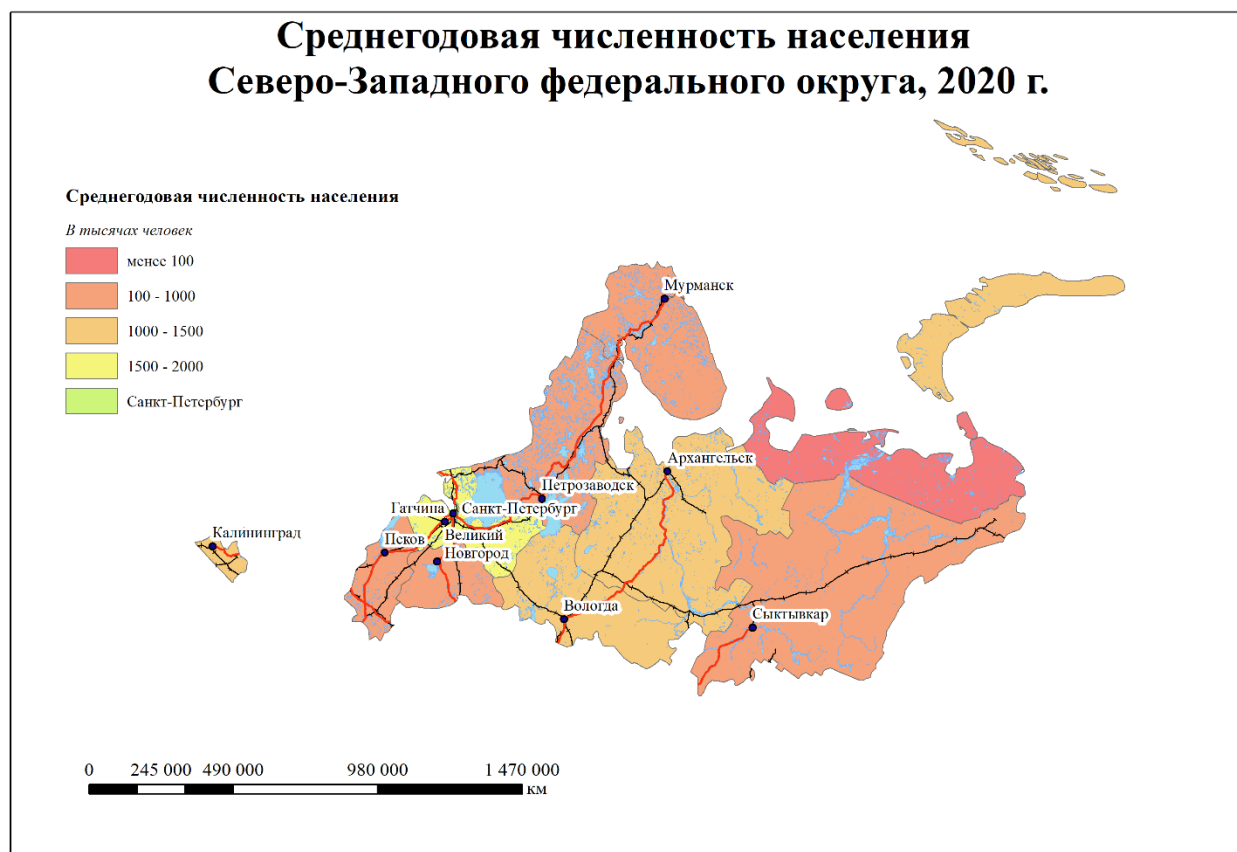 Среднегодовая численность населения
Северо-Западного федерального округа, 2020 г.
Среднегодовая численность населения
В тысячах человек
менее 100
100 - 1000
1000 - 1500
1500 - 2000
Санкт-Петербург
Мурманск
Архангельск
Петрозаводск
Гатчина
Санкт-Петербург
Великий
Новгород
Псков
Калининград
Вологда
Сыктывкар
0 245 000 490 000 980 000 1 470 000
км